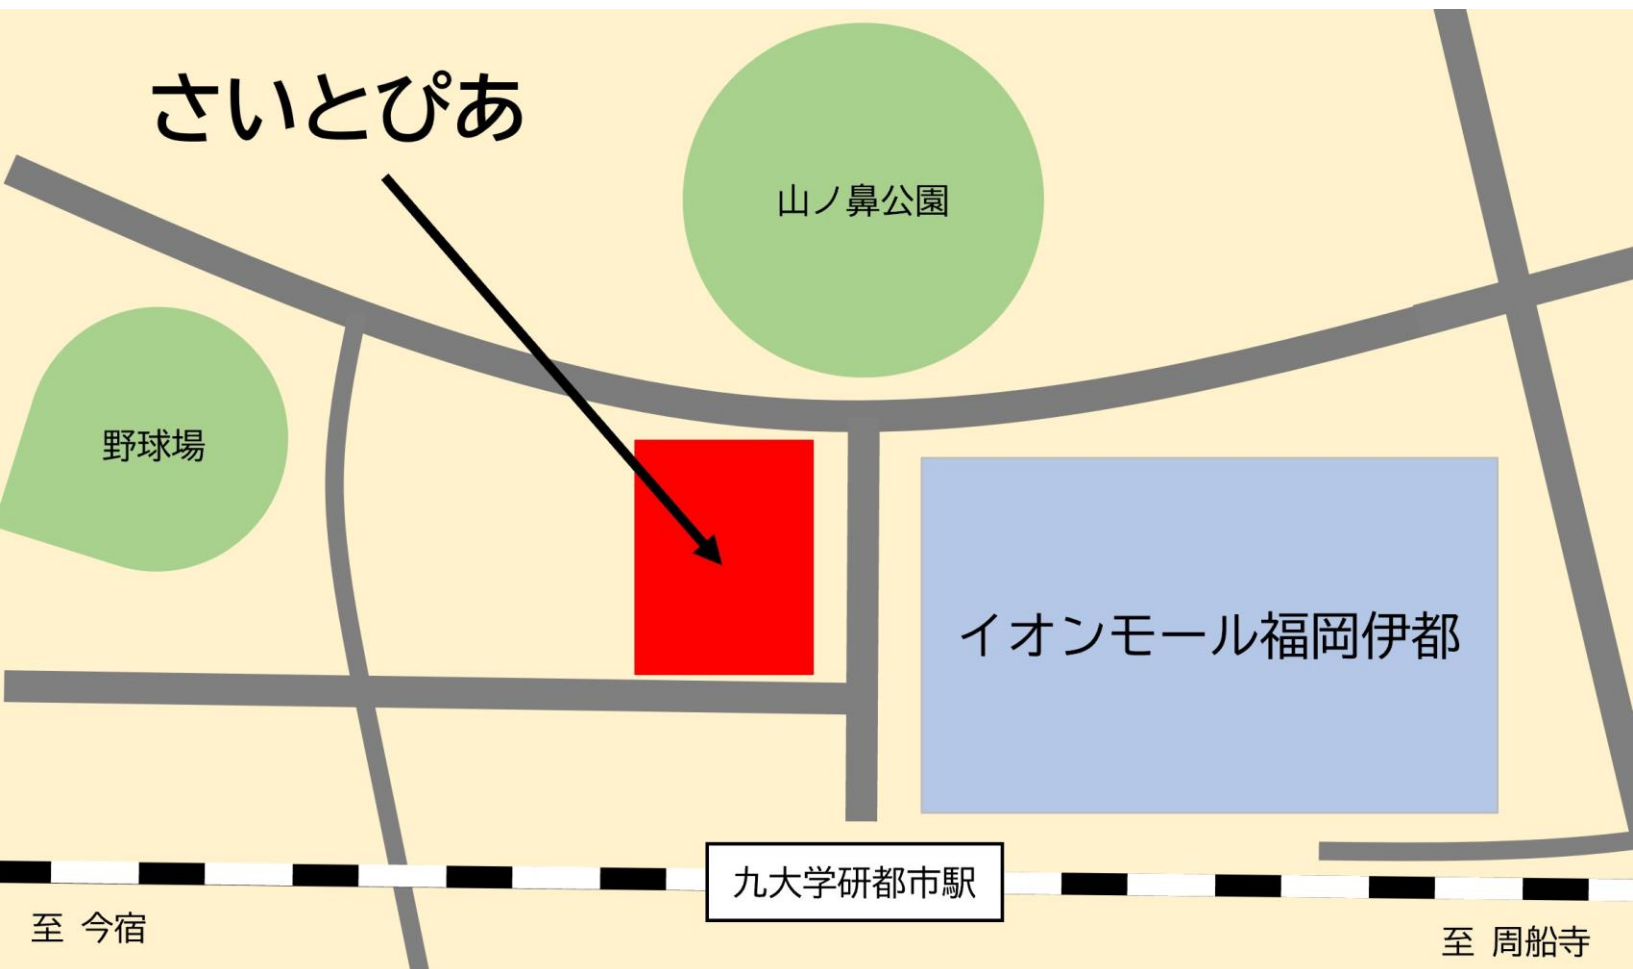 さいとぴあ
山ノ鼻公園
野球場
イオンモール福岡伊都
九大学研都市駅
至 今宿
至 周船寺